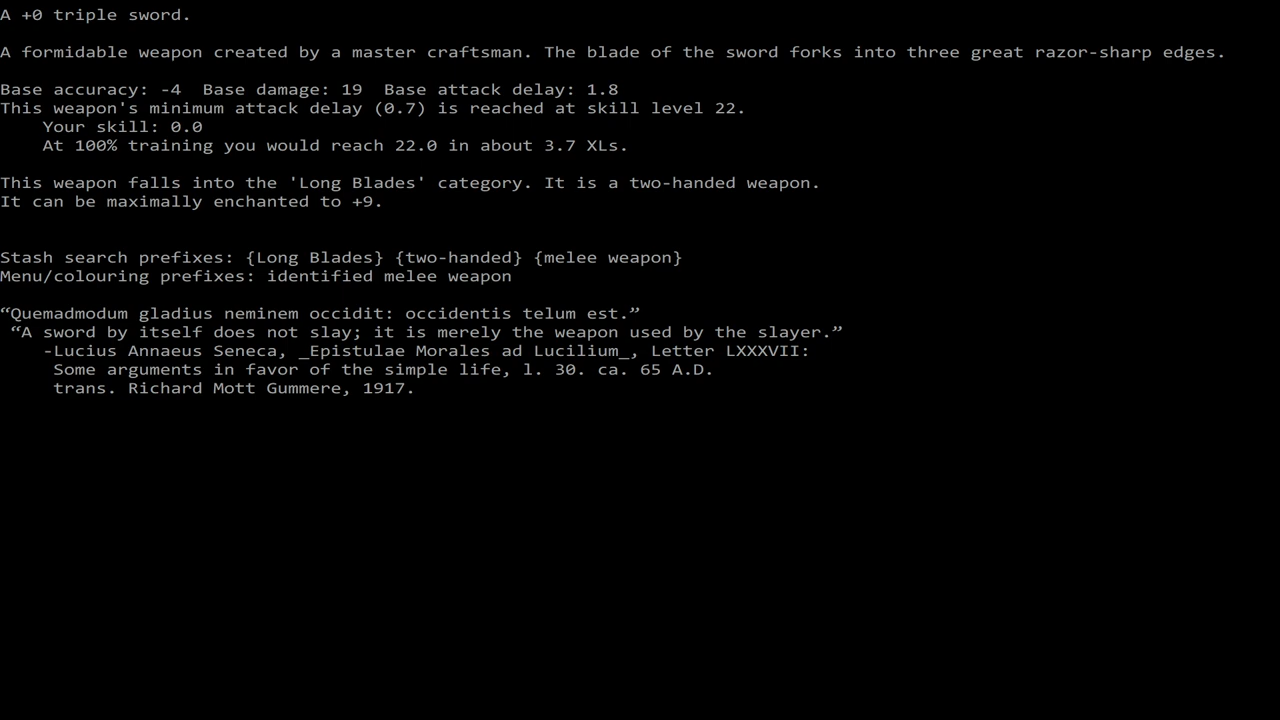 A +0 triple sword.
A formidable weapon created by a master craftsman. The blade of the sword forks into three great razor-sharp edges.
Base accuracy: -4  Base damage: 19  Base attack delay: 1.8
This weapon's minimum attack delay (0.7) is reached at skill level 22.
Your skill: 0.0
At 100% training you would reach 22.0 in about 3.7 XLs.
This weapon falls into the 'Long Blades' category. It is a two-handed weapon.
It can be maximally enchanted to +9.
Stash search prefixes: {Long Blades} {two-handed} {melee weapon}
Menu/colouring prefixes: identified melee weapon
“Quemadmodum gladius neminem occidit: occidentis telum est.”
“A sword by itself does not slay; it is merely the weapon used by the slayer.”
-Lucius Annaeus Seneca, _Epistulae Morales ad Lucilium_, Letter LXXXVII:
Some arguments in favor of the simple life, l. 30. ca. 65 A.D.
trans. Richard Mott Gummere, 1917.